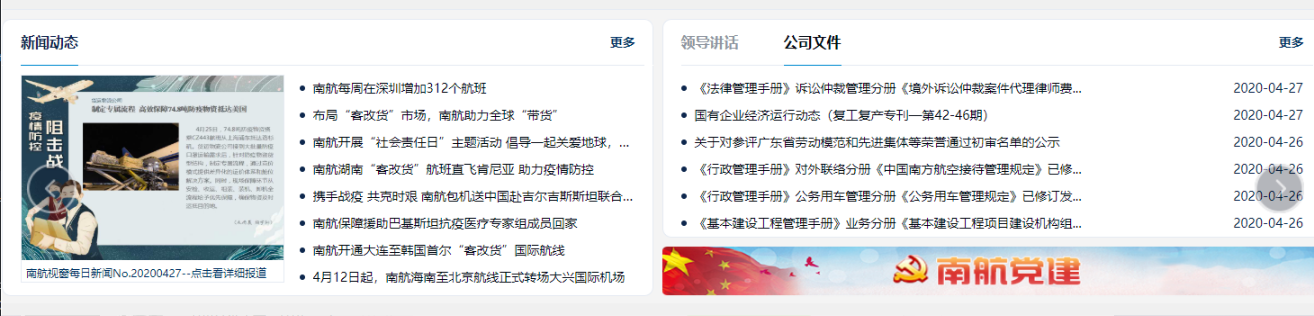 新闻动态
更多
疫情防控
阻击战
制定专属流程 高效保障74.8吨防疫物资抵达美国
南航视窗每日新闻No.20200427--点击看详细报道
南航每周在深圳增加312个航班
布局“客改货”市场，南航助力全球“带货”
南航开展“社会责任日”主题活动 倡导一起关爱地球，...
南航湖南“客改货”航班直飞肯尼亚 助力疫情防控
携手战疫 共克时艰 南航包机送中国赴吉尔吉斯斯坦联合...
南航保障援助巴基斯坦抗疫医疗专家组成员回家
南航开通大连至韩国首尔“客改货”国际航线
4月12日起，南航海南至北京航线正式转场大兴国际机场
领导讲话 公司文件
更多
《法律管理手册》诉讼仲裁管理分册《境外诉讼仲裁案件代理律师费... 2020-04-27
国有企业经济运行动态（复工复产专刊—第42-46期） 2020-04-27
关于对参评广东省劳动模范和先进集体等荣誉通过初审名单的公示 2020-04-26
《行政管理手册》对外联络分册《中国南方航空接待管理规定》已修... 2020-04-26
《行政管理手册》公务用车管理分册《公务用车管理规定》已修订发... 2020-04-26
《基本建设工程管理手册》业务分册《基本建设工程项目建设机构组... 2020-04-26
南航党建